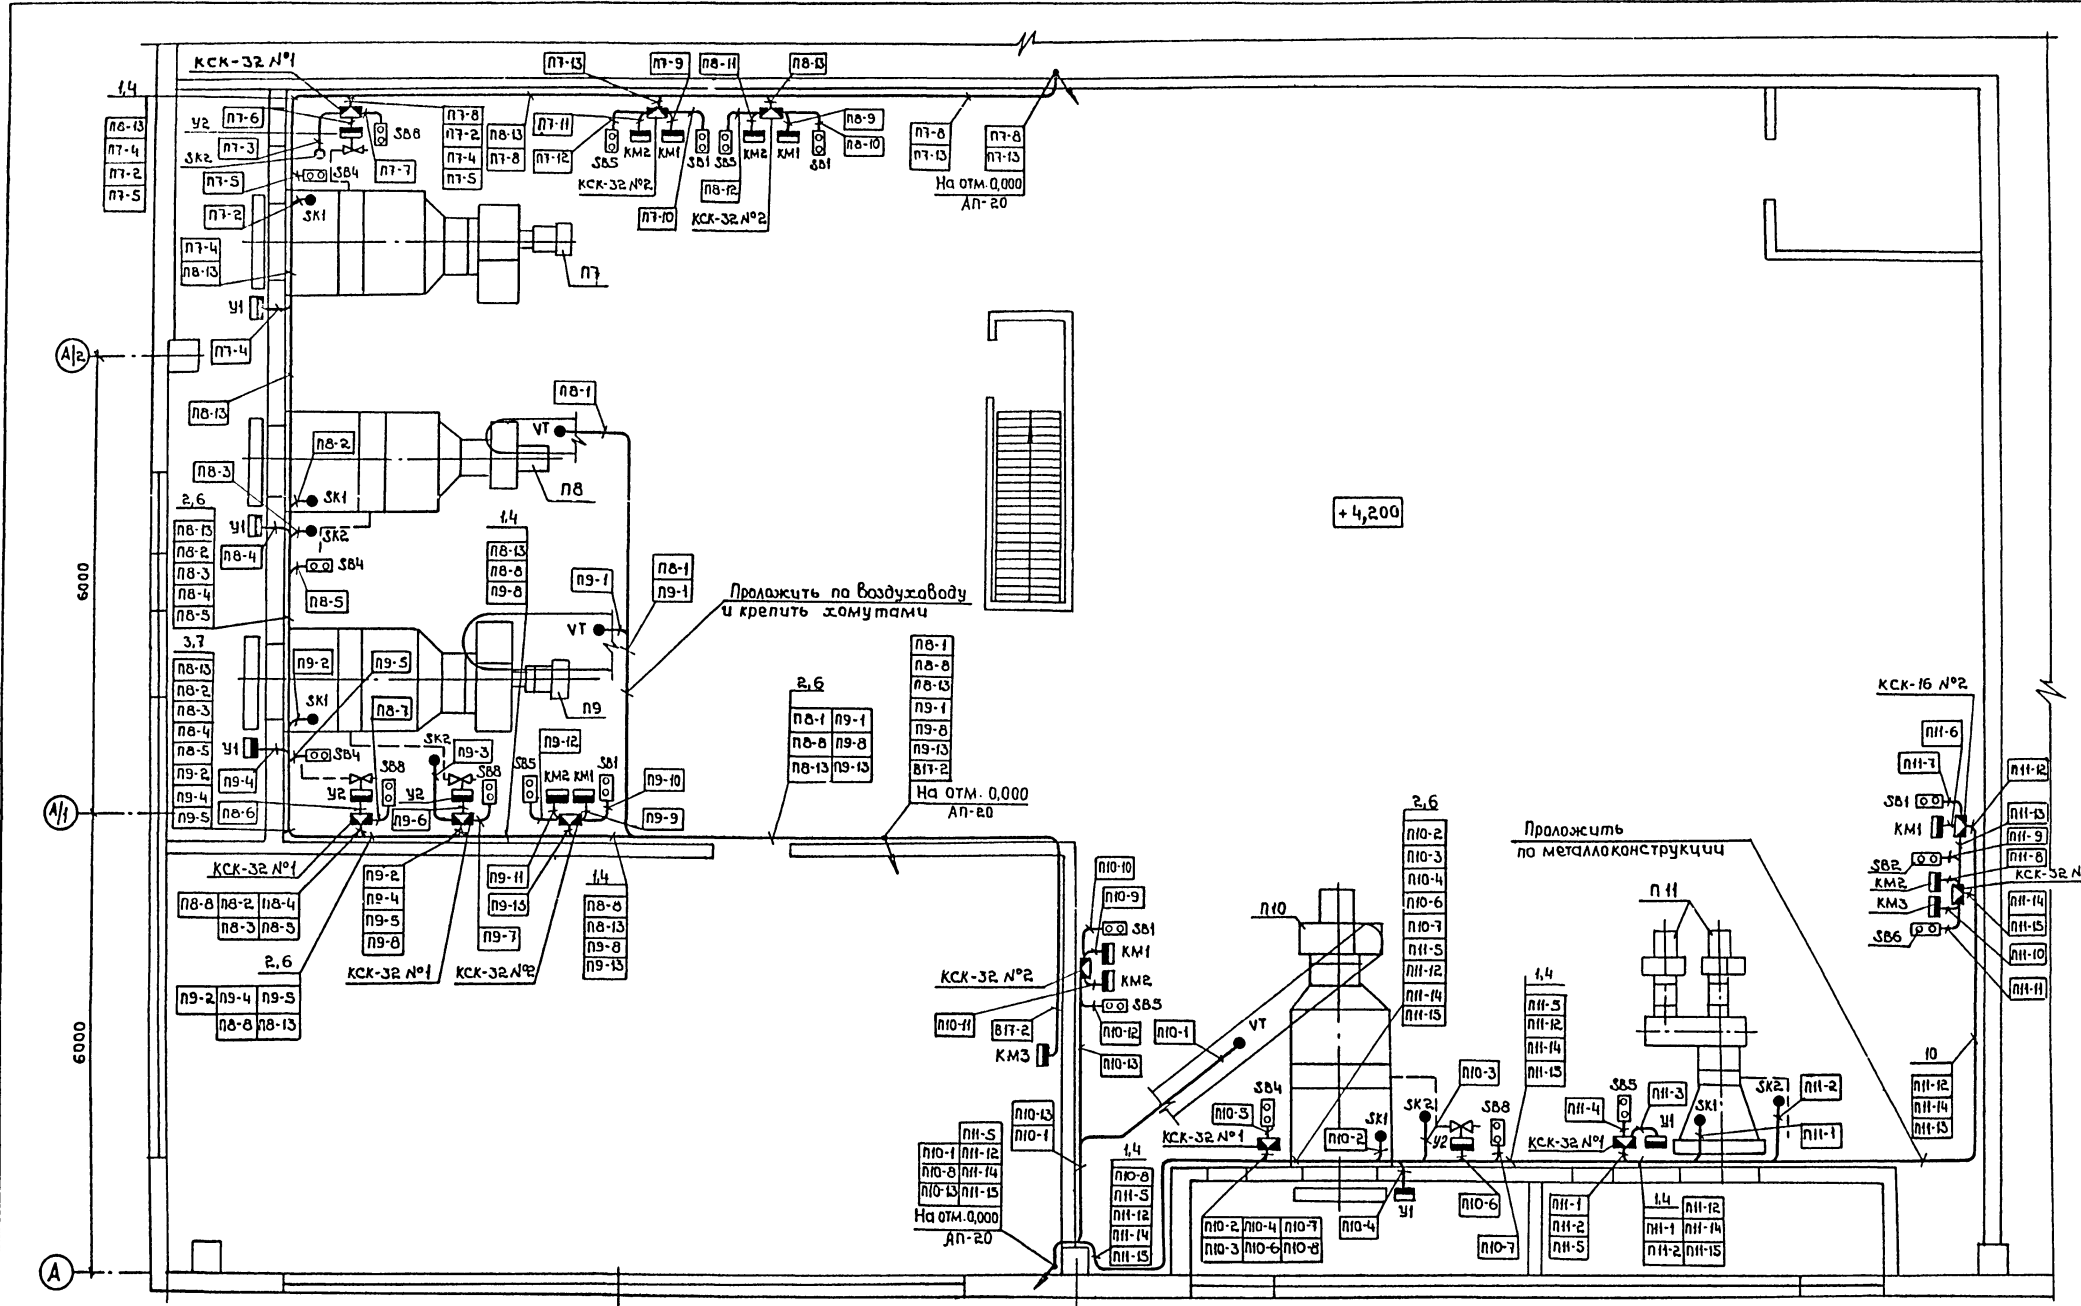 КСК-32 №1
1,4
П8-13
П7-4
П7-2
П7-5
У2
П7-6
SK2
П7-3
П7-5
SB4
П7-7
SB8
П7-2
SK1
П7-4
П8-13
У1
П7-4
П7-8
П7-2
П7-4
П7-5
П8-13
П7-8
П7-13
П7-9
П8-11
П8-13
П7-11
П7-12
SB5
КМ2
КМ1
SB1
SB5
КМ2
КМ1
SB1
П8-9
П8-10
КСК-32 №2
П7-10
П8-12
КСК-32 №2
П7-8
П7-13
П7-8
П7-13
На отм. 0,000
АП-20
П7
А/2
П8-13
П8-1
VT
П8-2
П8-3
SK1
П8
2,6
П8-13
П8-2
П8-3
П8-4
П8-5
У1
П8-4
SK2
SB4
П8-5
1,4
П8-13
П8-8
П9-8
П9-1
П8-1
П9-1
Проложить по воздуховоду
и крепить хомутами
+4,200
6000
3,7
П8-13
П8-2
П8-3
П8-4
П8-5
П9-2
П9-4
П9-5
П9-2
П9-5
VT
SK1
П8-7
П9
У1
П9-4
SB4
SK2
П9-3
П9-12
SB8
SB8
SB5
КМ2
КМ1
SB1
П9-10
У2
У2
П8-6
П9-6
П9-9
А/1
2,6
П8-1 П9-1
П8-8 П9-8
П8-13 П9-13
П8-1
П8-8
П8-13
П9-1
П9-8
П9-13
В17-2
На отм. 0,000
АП-20
КСК-32 №1
П8-8 П8-2 П8-4
П8-3 П8-5
2,6
П9-2 П9-4 П9-5
П8-8 П8-13
П9-2
П9-4
П9-5
П9-8
КСК-32 №1
П9-11
П9-13
П9-7
КСК-32 №2
1,4
П8-8
П8-13
П9-8
П9-13
6000
П10-10
П10-9
SB1
КМ1
КМ2
SB5
КСК-32 №2
П10-11
В17-2
КМ3
П10-12
П10-13
П10-1
VT
П10
2,6
П10-2
П10-3
П10-4
П10-6
П10-7
П11-5
П11-12
П11-14
П11-15
Проложить
по металлоконструкции
П11
1,4
П11-5
П11-12
П11-14
П11-15
КСК-16 №2
П11-6
П11-7
П11-12
SB1
КМ1
П11-13
П11-9
П11-8
SB2
КМ2
КМ3
SB6
КСК-32 №
П11-14
П11-15
П11-10
П11-11
10
П11-12
П11-14
П11-13
П10-13
П10-1
П11-5
П10-1 П11-12
П10-8 П11-14
П10-13 П11-15
На отм. 0,000
АП-20
1,4
П10-8
П11-5
П11-12
П11-14
П11-15
SB4
КСК-32 №1
П10-2
SK1
SK2
П10-3
SB8
У2
П10-2 П10-4 П10-7
П10-3 П10-6 П10-8
П10-4
У1
П10-6
П10-7
SB5
П11-4
П11-3
У1
КСК-32 №1
SK1
SK2
П11-2
П11-1
П11-1
П11-2
П11-5
1,4
П11-12
П11-1 П11-14
П11-2 П11-15
А